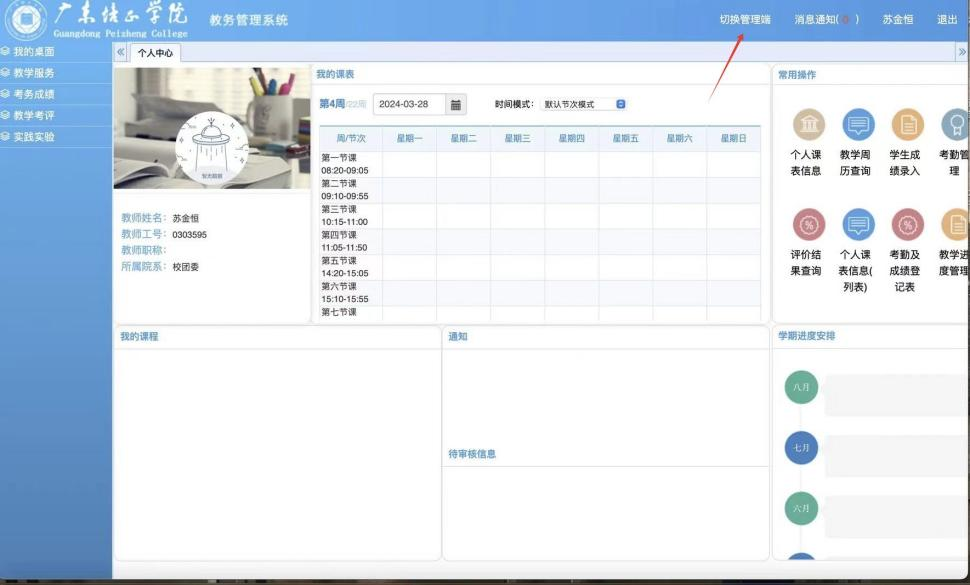 广东培正学院
Guangdong Peizheng College
教务管理系统
切换管理端
消息通知( 0 )
苏金恒
退出
我的桌面
教学服务
考务成绩
教学考评
实践实验
个人中心
暂无照片
教师姓名： 苏金恒
教师工号： 0303595
教师职称：
所属院系： 校团委
我的课表
第4周/22周 2024-03-28 时间模式： 默认节次模式
周/节次 星期一 星期二 星期三 星期四 星期五 星期六 星期日
第一节课
08:20-09:05
第二节课
09:10-09:55
第三节课
10:15-11:00
第四节课
11:05-11:50
第五节课
14:20-15:05
第六节课
15:10-15:55
第七节课
常用操作
个人课表信息
教学周历查询
学生成绩录入
考勤管理
评价结果查询
个人课表信息(列表)
考勤及成绩登记表
教学进度管理
我的课程
通知
待审核信息
学期进度安排
八月
七月
六月